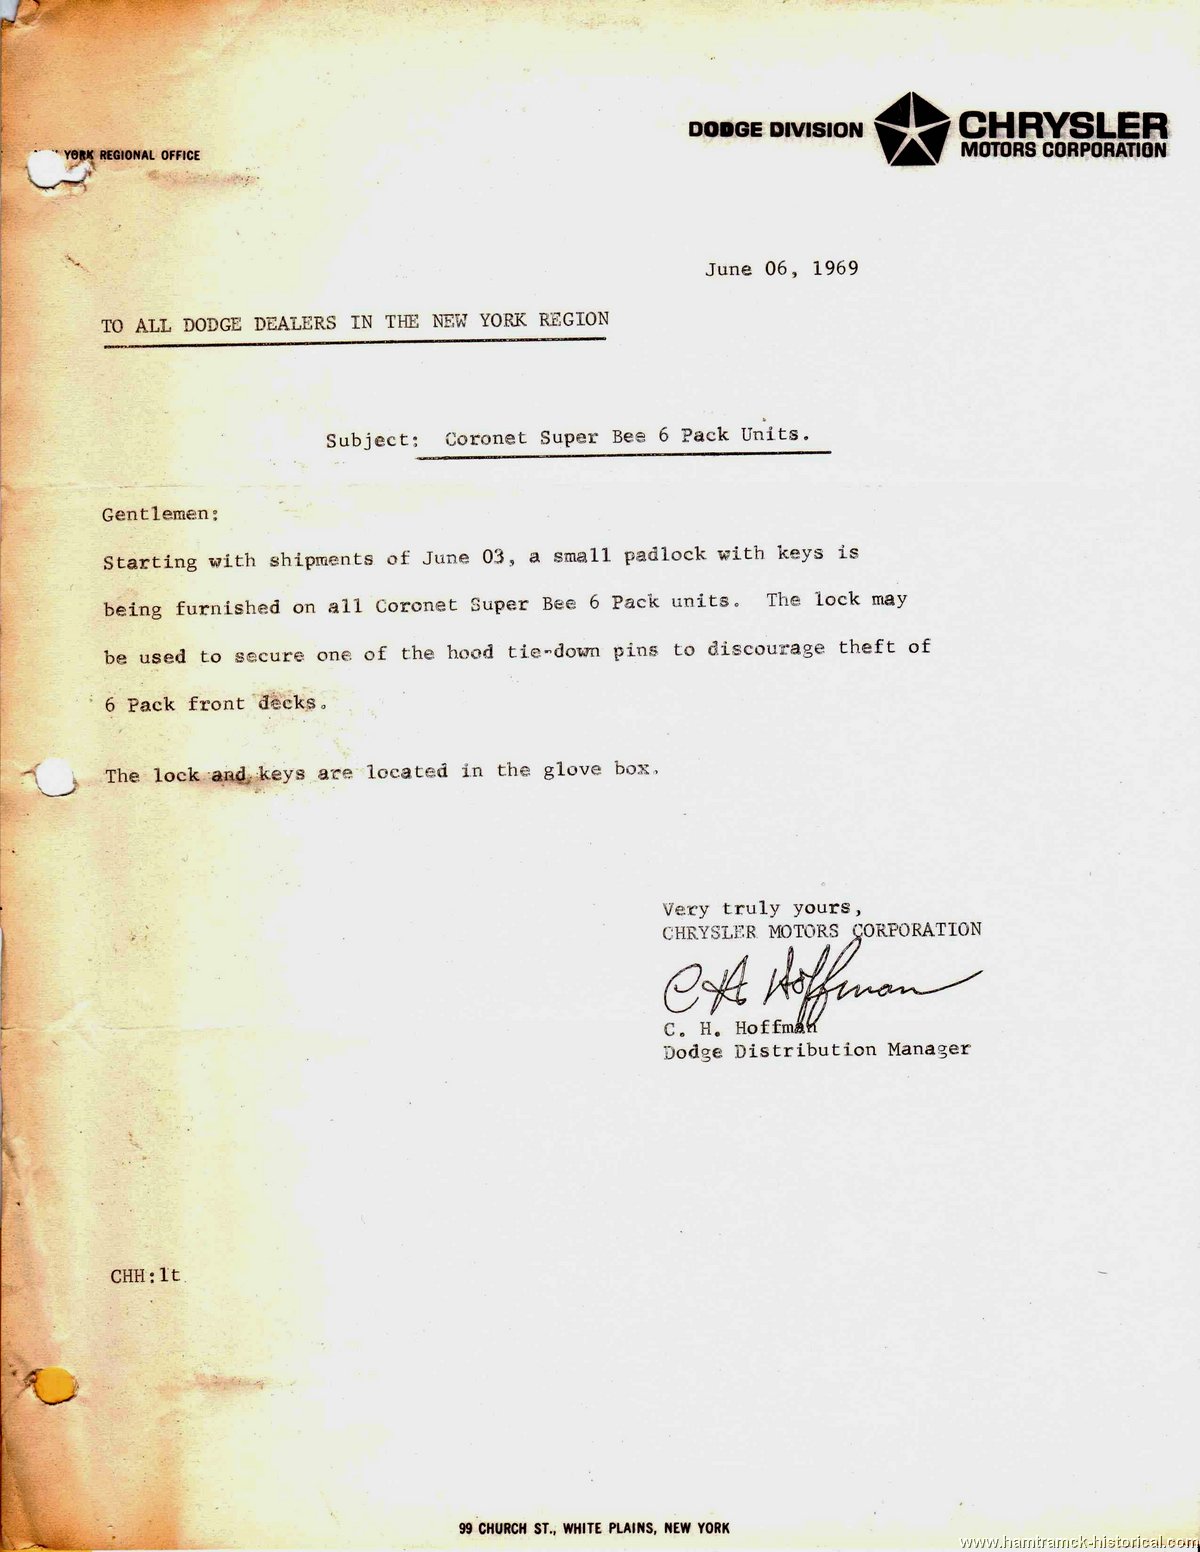 YORK REGIONAL OFFICE
DODGE DIVISION CHRYSLER
MOTORS CORPORATION
June 06, 1969
TO ALL DODGE DEALERS IN THE NEW YORK REGION
Subject: Coronet Super Bee 6 Pack Units.
Gentlemen:
Starting with shipments of June 03, a small padlock with keys is
being furnished on all Coronet Super Bee 6 Pack units. The lock may
be used to secure one of the hood tie-down pins to discourage theft of
6 Pack front decks.
The lock and keys are located in the glove box.
Very truly yours,
CHRYSLER MOTORS CORPORATION
C H Hoffman
C. H. Hoffman
Dodge Distribution Manager
CHH:lt
99 CHURCH ST., WHITE PLAINS, NEW YORK
www.hamtramck-historical.com